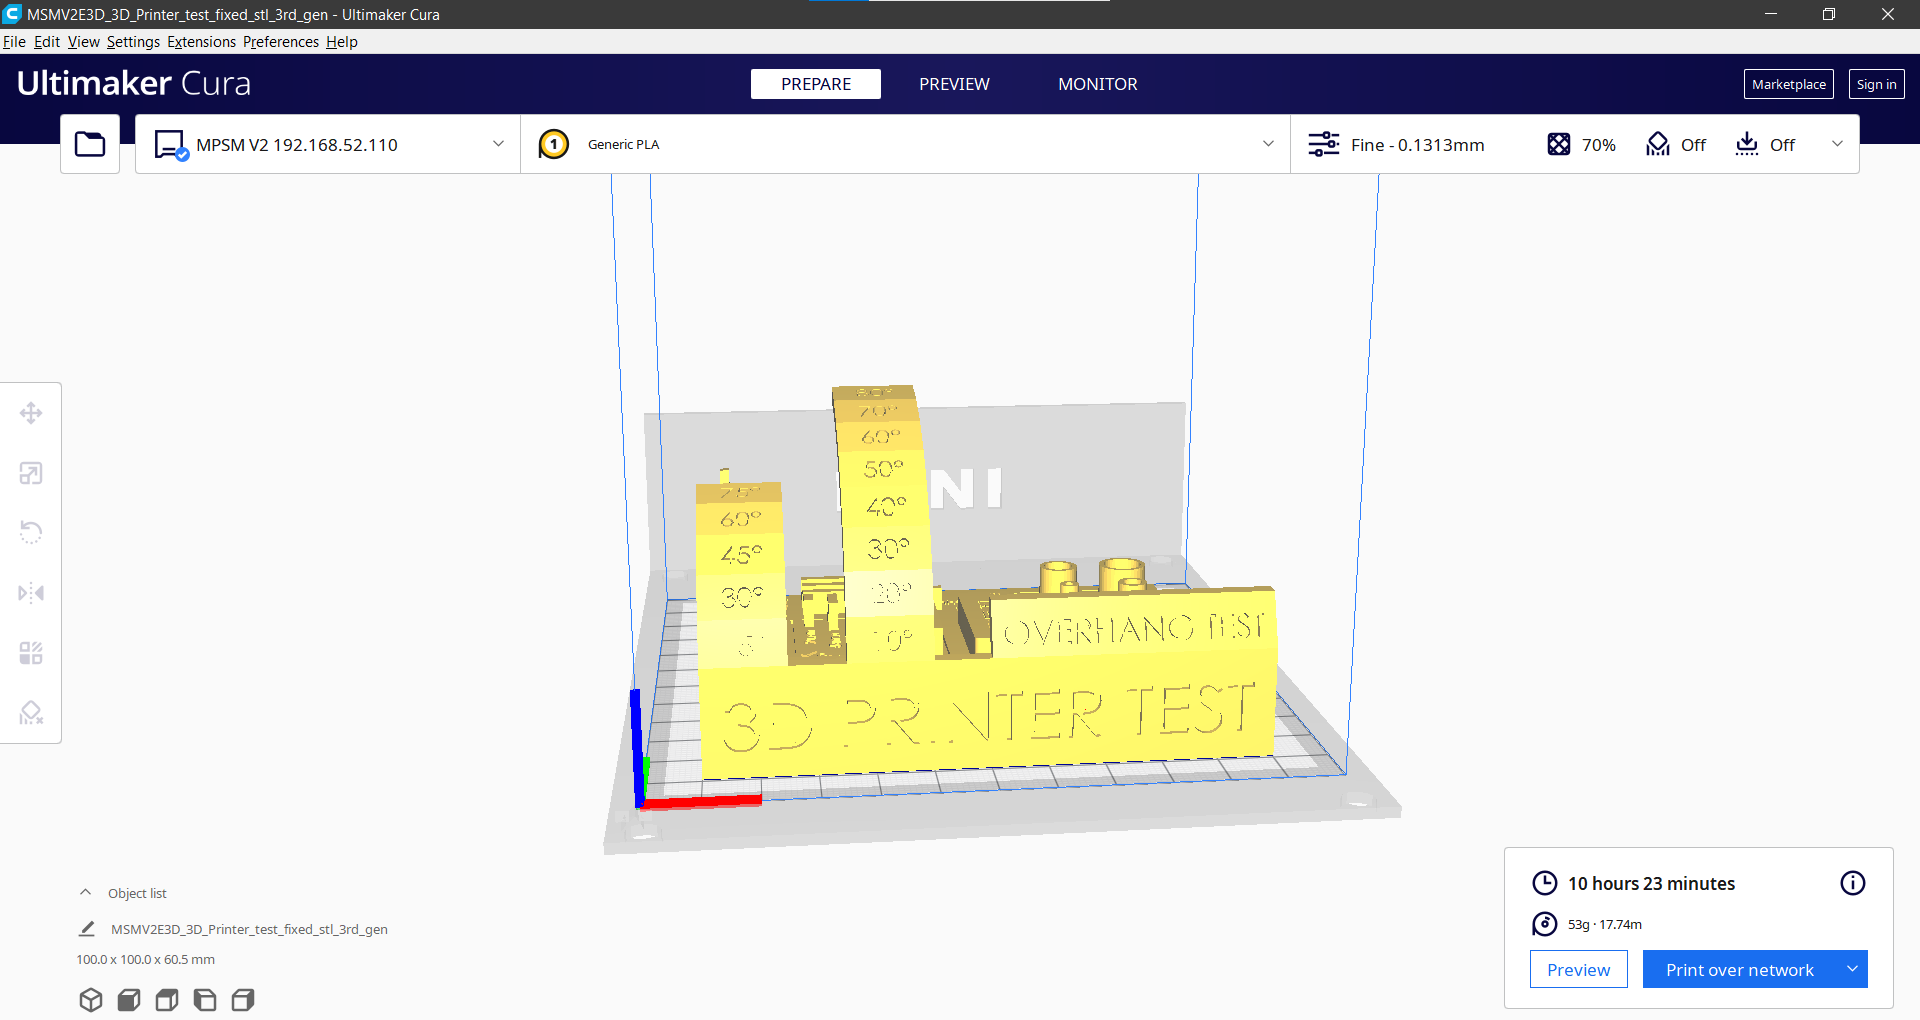 MSMV2E3D_3D_Printer_test_fixed_stl_3rd_gen - Ultimaker Cura
File Edit View Settings Extensions Preferences Help
Ultimaker Cura
PREPARE PREVIEW MONITOR
Marketplace Sign in
MPSM V2 192.168.52.110
1 Generic PLA
Fine - 0.1313mm 70% Off Off
80°
70°
60°
50°
40°
30°
20°
10°
NI
75°
60°
45°
30°
OVERHANG TEST
3D PRINTER TEST
Object list
MSMV2E3D_3D_Printer_test_fixed_stl_3rd_gen
100.0 x 100.0 x 60.5 mm
10 hours 23 minutes
53g · 17.74m
Preview Print over network